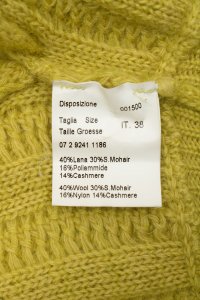 Disposizione 001500
Taglia Size
Taille Groesse IT. 38
07 2 9241 1186
40%Lana 30%S.Mohair
16%Poliammide
14%Cashmere
40%Wool 30%S.Mohair
16%Nylon 14%Cashmere